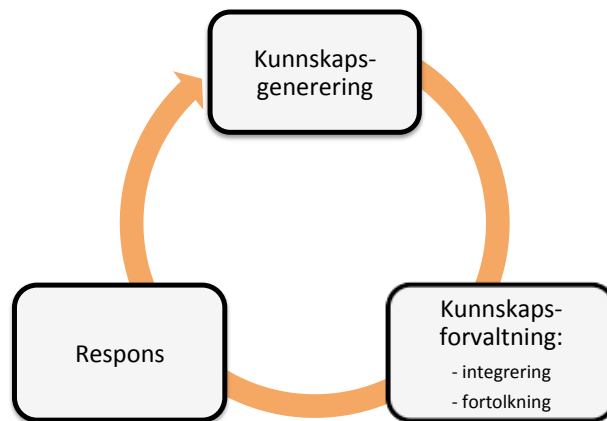 Kunnskaps-
generering
Kunnskaps-
forvaltning:
- integrering
- fortolkning
Respons